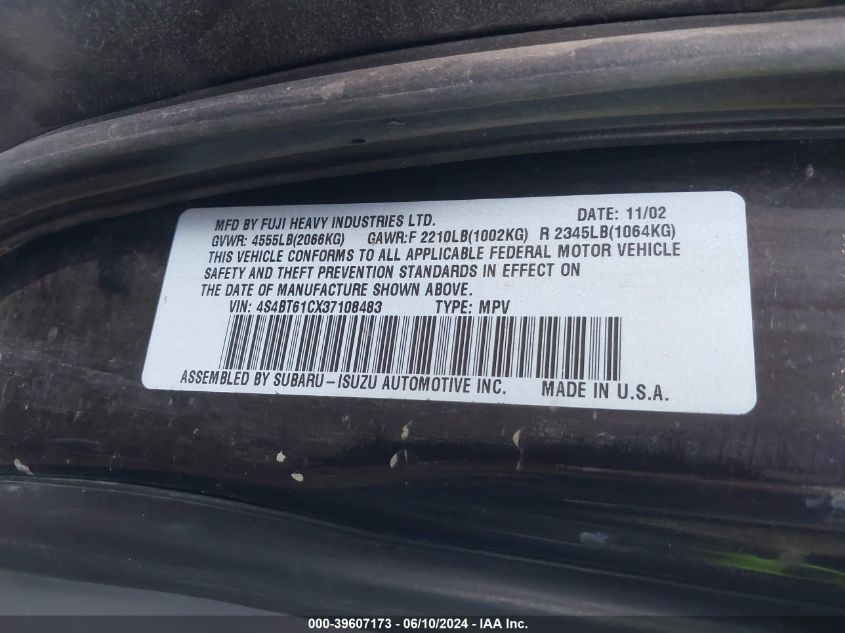 MFD BY FUJI HEAVY INDUSTRIES LTD. DATE: 11/02
GVWR: 4555LB(2066KG) GAWR:F 2210LB(1002KG) R 2345LB(1064KG)
THIS VEHICLE CONFORMS TO ALL APPLICABLE FEDERAL MOTOR VEHICLE
SAFETY AND THEFT PREVENTION STANDARDS IN EFFECT ON
THE DATE OF MANUFACTURE SHOWN ABOVE.
VIN: 4S4BT61CX37108483 TYPE: MPV
ASSEMBLED BY SUBARU-ISUZU AUTOMOTIVE INC. MADE IN U.S.A.
000-39607173 - 06/10/2024 - IAA Inc.